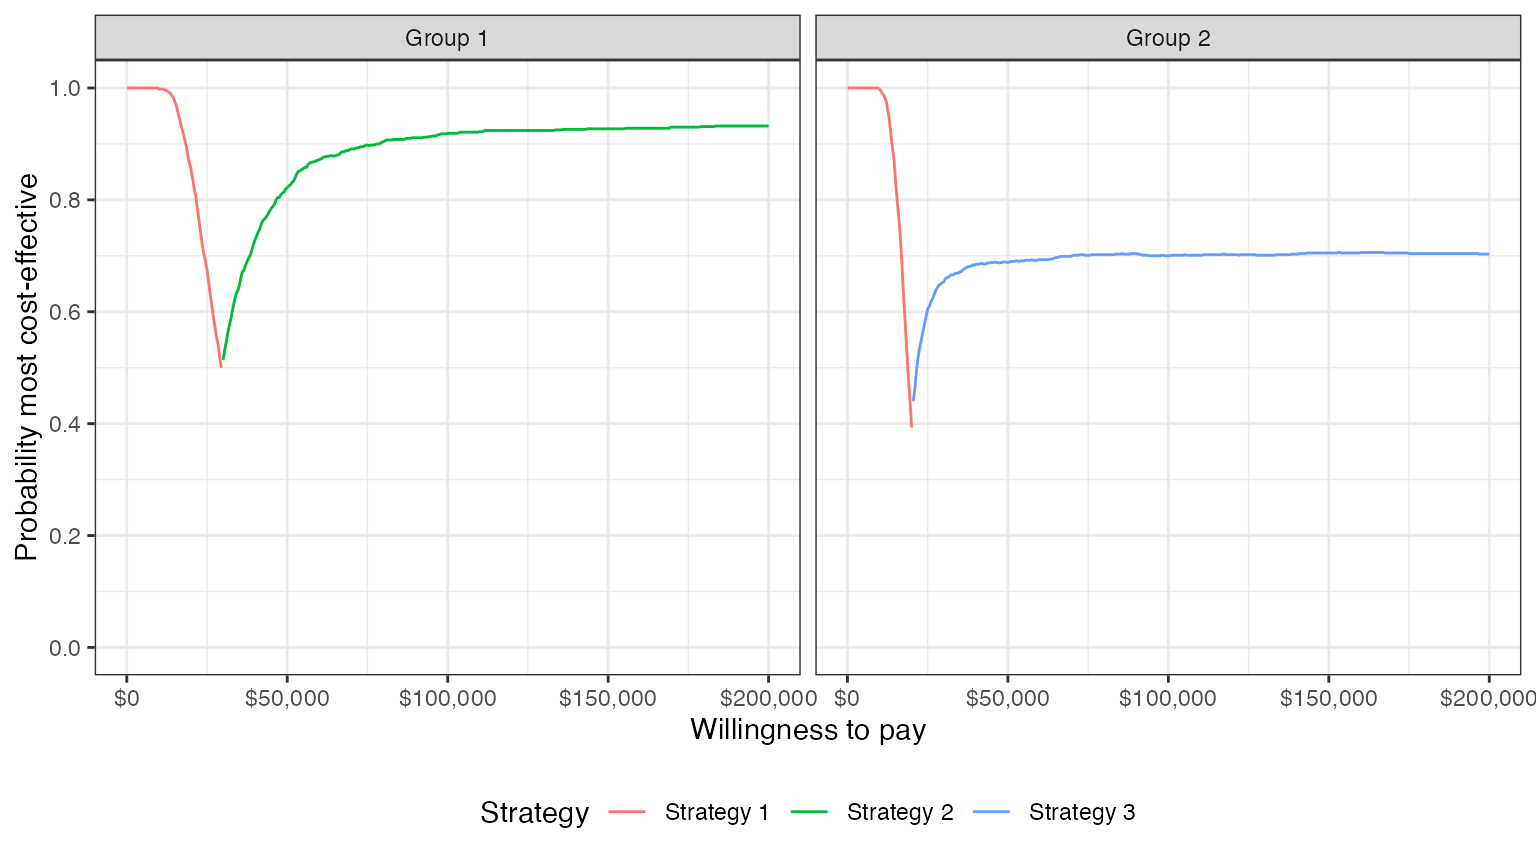 Group 1
Group 2
Probability most cost-effective
1.0
0.8
0.6
0.4
0.2
0.0
$0 $50,000 $100,000 $150,000 $200,000
$0 $50,000 $100,000 $150,000 $200,000
Willingness to pay
Strategy Strategy 1 Strategy 2 Strategy 3